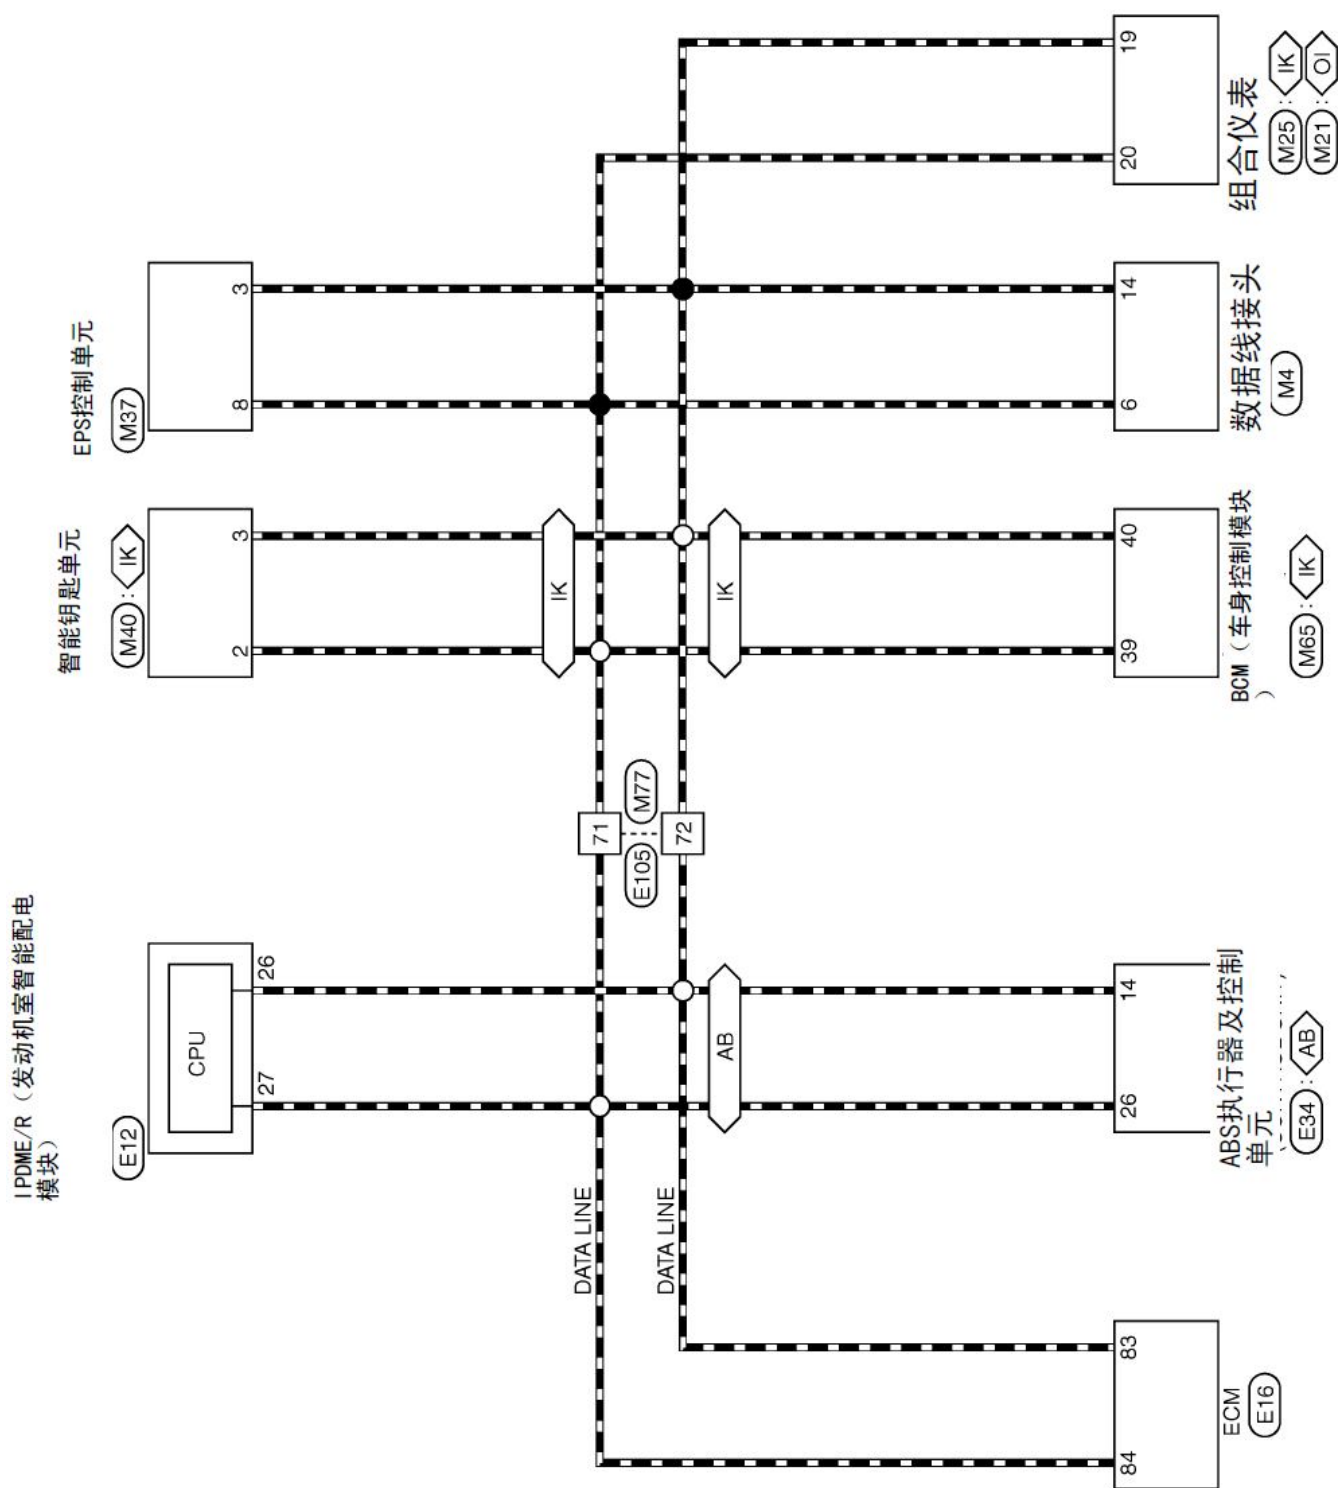 IPDME/R（发动机室智能配电
模块）
E12
CPU
27 26
智能钥匙单元
M40 : IK
2 3
EPS控制单元
M37
8 3
IK
DATA LINE
71
E105 M77
DATA LINE
72
AB
IK
84 83
ECM
E16
26 14
ABS执行器及控制
单元
E34 : AB
39 40
BCM（车身控制模块
）
M65 : IK
6 14
数据线接头
M4
20 19
组合仪表
M25 : IK
M21 : OI